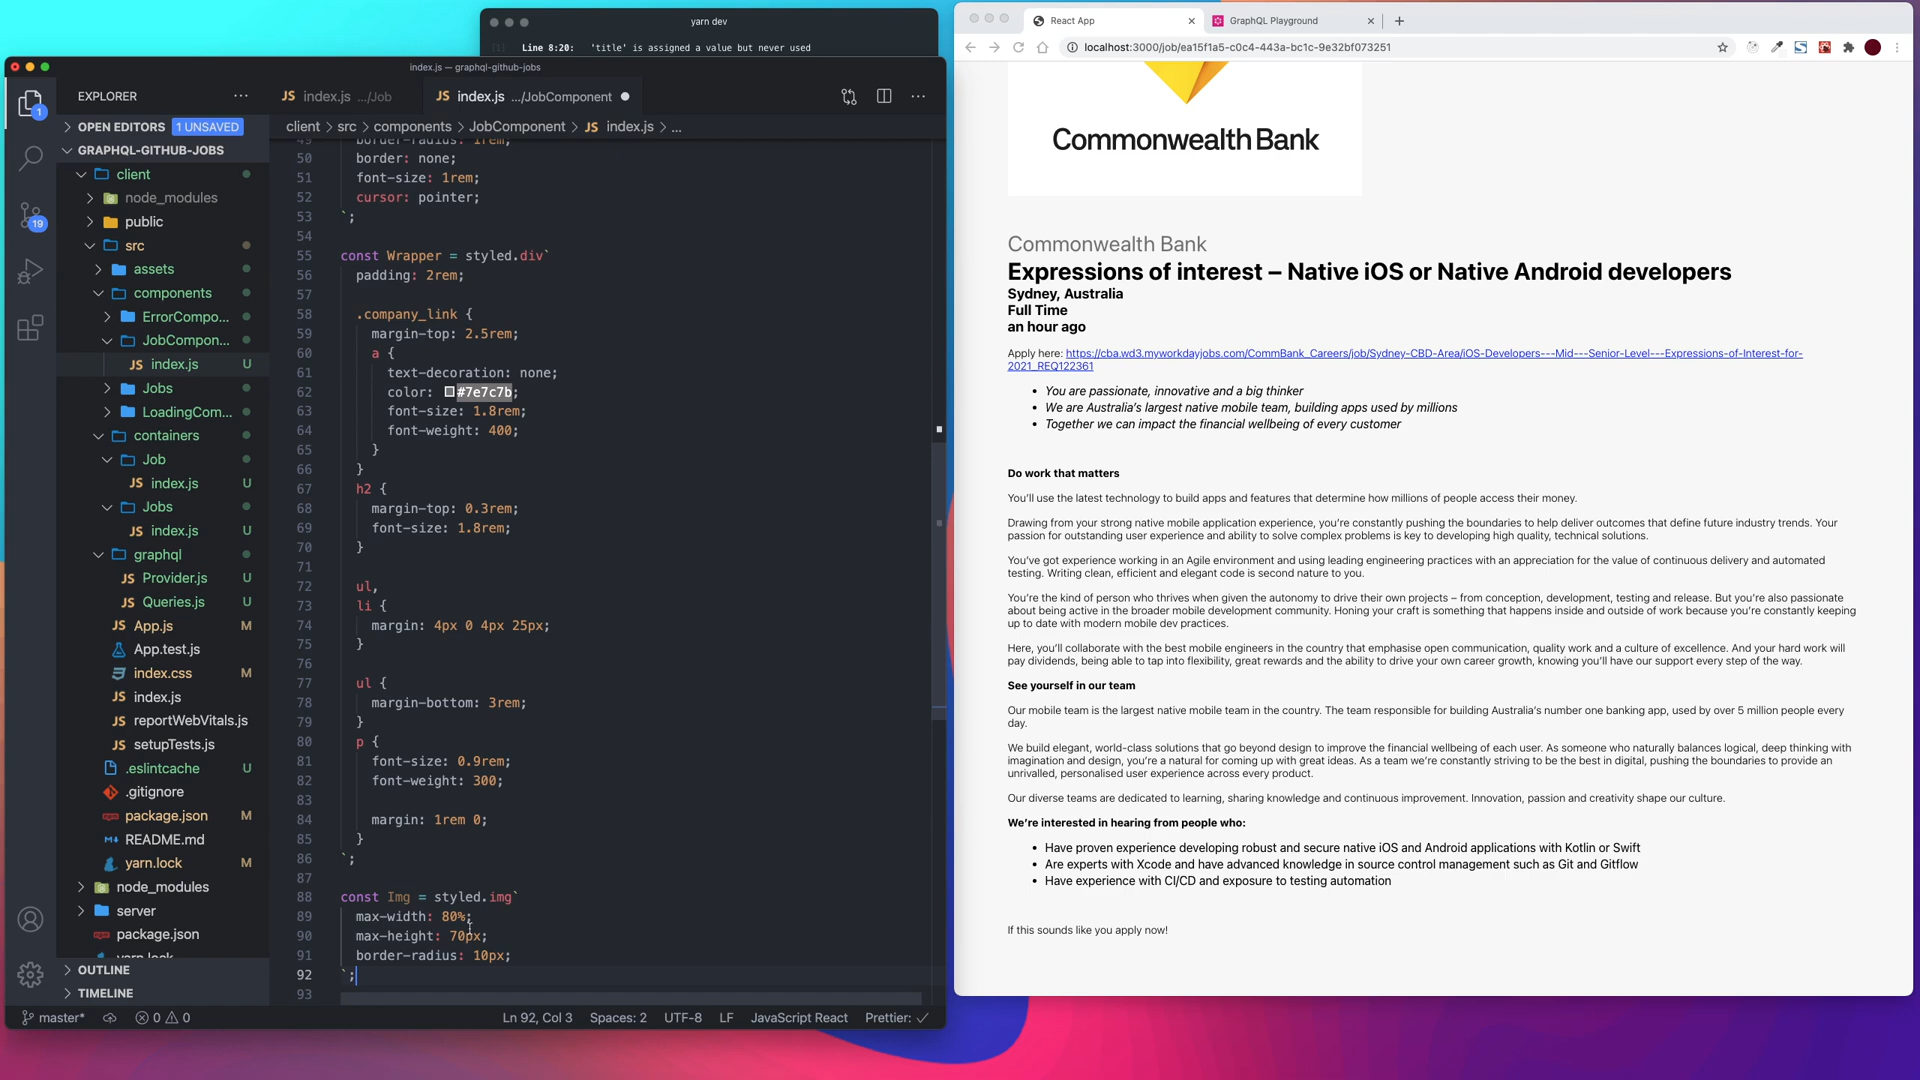 yarn dev
[1] Line 8:20: 'title' is assigned a value but never used
index.js — graphql-github-jobs
EXPLORER
index.js .../Job
index.js .../JobComponent
OPEN EDITORS 1 UNSAVED
client > src > components > JobComponent > JS index.js > ...
GRAPHQL-GITHUB-JOBS
client
node_modules
public
src
assets
components
ErrorCompo...
JobCompon...
JS index.js U
Jobs
LoadingCom...
containers
Job
JS index.js U
Jobs
JS index.js U
graphql
JS Provider.js U
JS Queries.js U
JS App.js M
App.test.js
index.css M
JS index.js
JS reportWebVitals.js
JS setupTests.js
.eslintcache U
.gitignore
package.json M
README.md
yarn.lock M
node_modules
server
package.json
yarn.lock
OUTLINE
TIMELINE
1
19
49 border-radius: 1rem;
50 border: none;
51 font-size: 1rem;
52 cursor: pointer;
53 `;
54
55 const Wrapper = styled.div`
56 padding: 2rem;
57
58 .company_link {
59 margin-top: 2.5rem;
60 a {
61 text-decoration: none;
62 color: #7e7c7b;
63 font-size: 1.8rem;
64 font-weight: 400;
65 }
66 }
67 h2 {
68 margin-top: 0.3rem;
69 font-size: 1.8rem;
70 }
71
72 ul,
73 li {
74 margin: 4px 0 4px 25px;
75 }
76
77 ul {
78 margin-bottom: 3rem;
79 }
80 p {
81 font-size: 0.9rem;
82 font-weight: 300;
83
84 margin: 1rem 0;
85 }
86 `;
87
88 const Img = styled.img`
89 max-width: 80%;
90 max-height: 70px;
91 border-radius: 10px;
92 `;
93
master* 0 0 Ln 92, Col 3 Spaces: 2 UTF-8 LF JavaScript React Prettier: ✓
React App
GraphQL Playground
localhost:3000/job/ea15f1a5-c0c4-443a-bc1c-9e32bf073251
CommonwealthBank
Commonwealth Bank
Expressions of interest – Native iOS or Native Android developers
Sydney, Australia
Full Time
an hour ago
Apply here: https://cba.wd3.myworkdayjobs.com/CommBank_Careers/job/Sydney-CBD-Area/iOS-Developers---Mid---Senior-Level---Expressions-of-Interest-for-
2021_REQ122361
• You are passionate, innovative and a big thinker
• We are Australia's largest native mobile team, building apps used by millions
• Together we can impact the financial wellbeing of every customer
Do work that matters
You'll use the latest technology to build apps and features that determine how millions of people access their money.
Drawing from your strong native mobile application experience, you're constantly pushing the boundaries to help deliver outcomes that define future industry trends. Your
passion for outstanding user experience and ability to solve complex problems is key to developing high quality, technical solutions.
You've got experience working in an Agile environment and using leading engineering practices with an appreciation for the value of continuous delivery and automated
testing. Writing clean, efficient and elegant code is second nature to you.
You're the kind of person who thrives when given the autonomy to drive their own projects – from conception, development, testing and release. But you're also passionate
about being active in the broader mobile development community. Honing your craft is something that happens inside and outside of work because you're constantly keeping
up to date with modern mobile dev practices.
Here, you'll collaborate with the best mobile engineers in the country that emphasise open communication, quality work and a culture of excellence. And your hard work will
pay dividends, being able to tap into flexibility, great rewards and the ability to drive your own career growth, knowing you'll have our support every step of the way.
See yourself in our team
Our mobile team is the largest native mobile team in the country. The team responsible for building Australia's number one banking app, used by over 5 million people every
day.
We build elegant, world-class solutions that go beyond design to improve the financial wellbeing of each user. As someone who naturally balances logical, deep thinking with
imagination and design, you're a natural for coming up with great ideas. As a team we're constantly striving to be the best in digital, pushing the boundaries to provide an
unrivalled, personalised user experience across every product.
Our diverse teams are dedicated to learning, sharing knowledge and continuous improvement. Innovation, passion and creativity shape our culture.
We're interested in hearing from people who:
• Have proven experience developing robust and secure native iOS and Android applications with Kotlin or Swift
• Are experts with Xcode and have advanced knowledge in source control management such as Git and Gitflow
• Have experience with CI/CD and exposure to testing automation
If this sounds like you apply now!